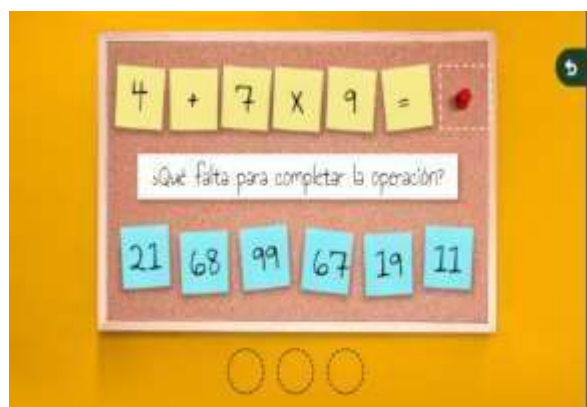 4 + 7 x 9 =
¿Qué falta para completar la operación?
21 68 99 67 19 11